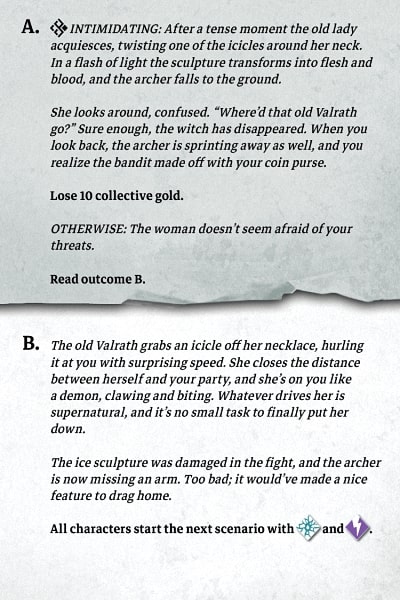 A. INTIMIDATING: After a tense moment the old lady
acquiesces, twisting one of the icicles around her neck.
In a flash of light the sculpture transforms into flesh and
blood, and the archer falls to the ground.
She looks around, confused. “Where’d that old Valrath
go?” Sure enough, the witch has disappeared. When you
look back, the archer is sprinting away as well, and you
realize the bandit made off with your coin purse.
Lose 10 collective gold.
OTHERWISE: The woman doesn’t seem afraid of your
threats.
Read outcome B.
B. The old Valrath grabs an icicle off her necklace, hurling
it at you with surprising speed. She closes the distance
between herself and your party, and she’s on you like
a demon, clawing and biting. Whatever drives her is
supernatural, and it’s no small task to finally put her
down.
The ice sculpture was damaged in the fight, and the archer
is now missing an arm. Too bad; it would’ve made a nice
feature to drag home.
All characters start the next scenario with and .